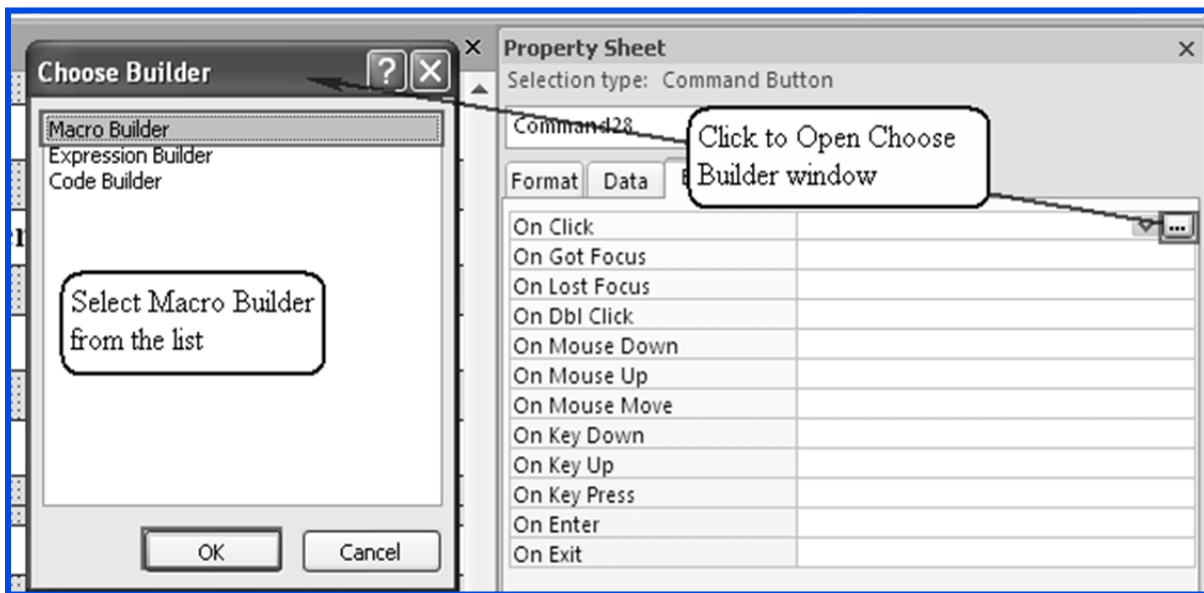 Choose Builder
Macro Builder
Expression Builder
Code Builder
Select Macro Builder
from the list
OK
Cancel
Property Sheet
Selection type: Command Button
Command28
Click to Open Choose
Builder window
Format
Data
On Click
On Got Focus
On Lost Focus
On Dbl Click
On Mouse Down
On Mouse Up
On Mouse Move
On Key Down
On Key Up
On Key Press
On Enter
On Exit